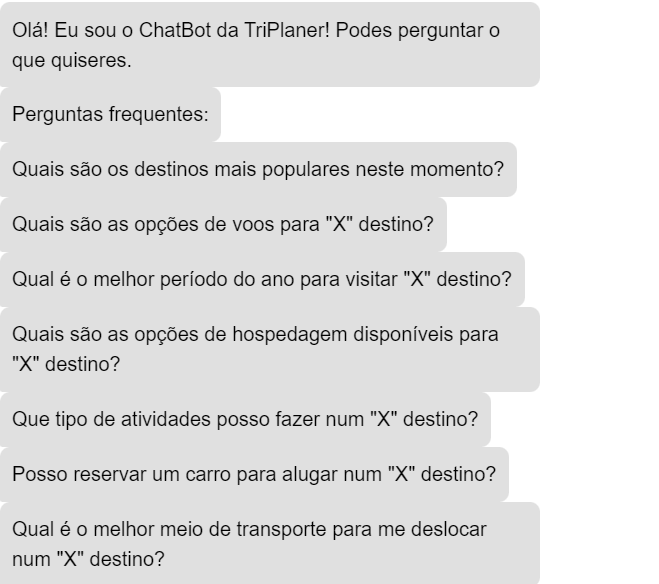 Olá! Eu sou o ChatBot da TriPlaner! Podes perguntar o
que quiseres.
Perguntas frequentes:
Quais são os destinos mais populares neste momento?
Quais são as opções de voos para "X" destino?
Qual é o melhor período do ano para visitar "X" destino?
Quais são as opções de hospedagem disponíveis para
"X" destino?
Que tipo de atividades posso fazer num "X" destino?
Posso reservar um carro para alugar num "X" destino?
Qual é o melhor meio de transporte para me deslocar
num "X" destino?